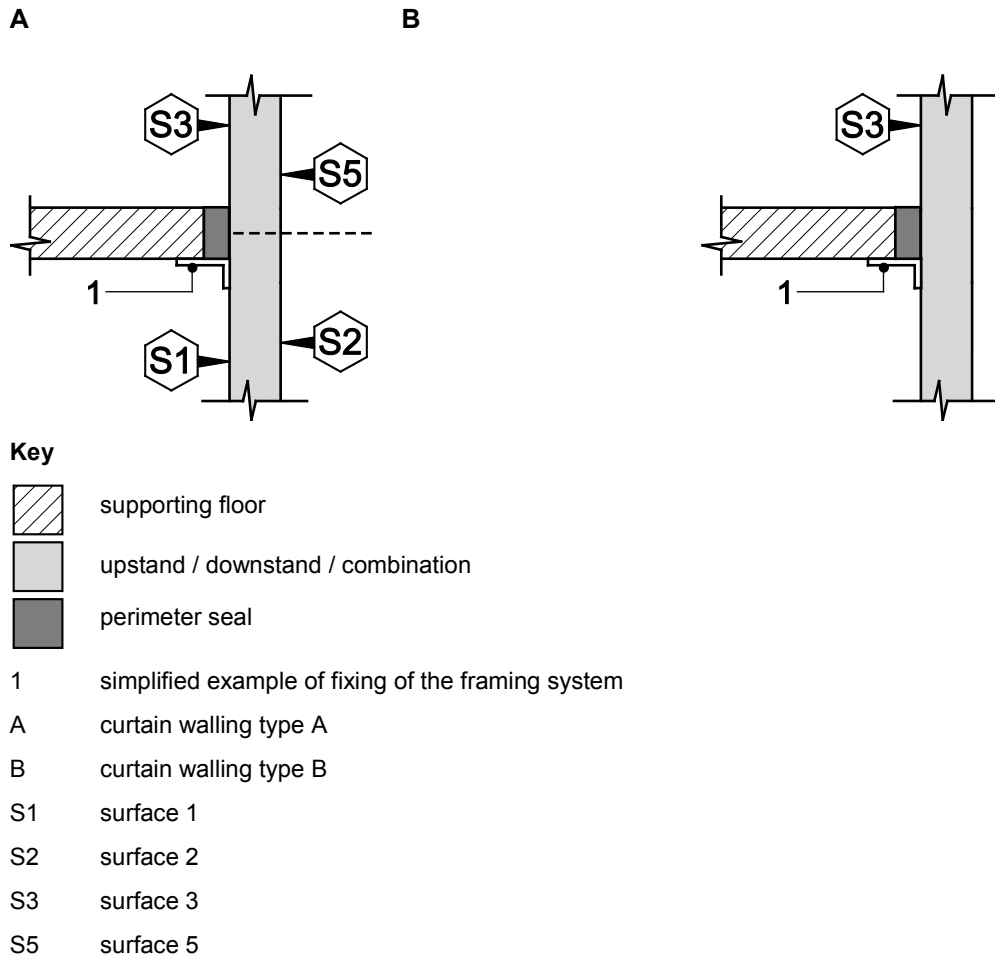 A B
S3 S3
S5
1 1
S1 S2
Key
supporting floor
upstand / downstand / combination
perimeter seal
1 simplified example of fixing of the framing system
A curtain walling type A
B curtain walling type B
S1 surface 1
S2 surface 2
S3 surface 3
S5 surface 5